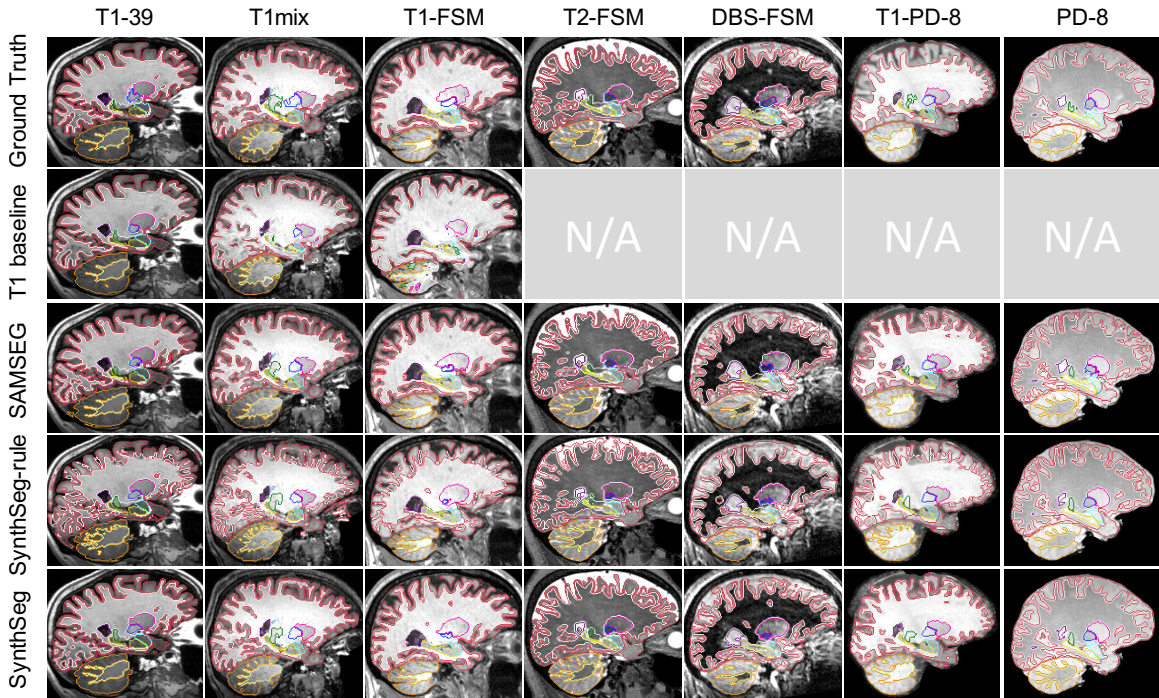 T1-39 T1mix T1-FSM T2-FSM DBS-FSM T1-PD-8 PD-8
Ground Truth
T1 baseline
N/A N/A N/A N/A
SAMSEG
SynthSeg-rule
SynthSeg